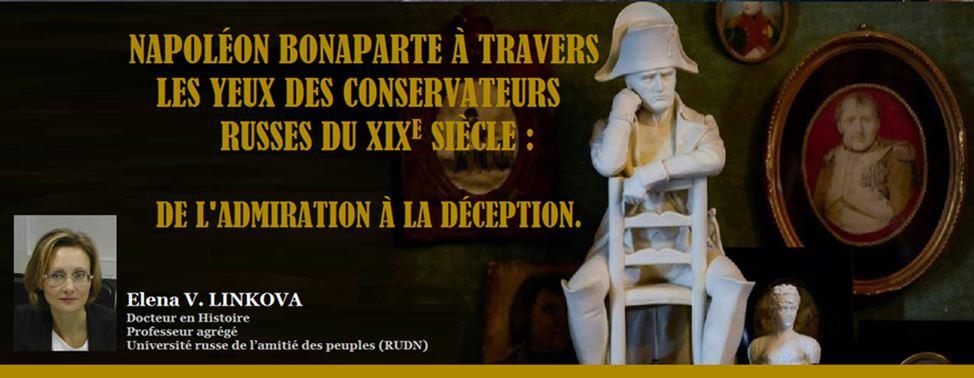 NAPOLÉON BONAPARTE À TRAVERS
LES YEUX DES CONSERVATEURS
RUSSES DU XIXᴱ SIÈCLE :
DE L'ADMIRATION À LA DÉCEPTION.
Elena V. LINKOVA
Docteur en Histoire
Professeur agrégé
Université russe de l’amitié des peuples (RUDN)